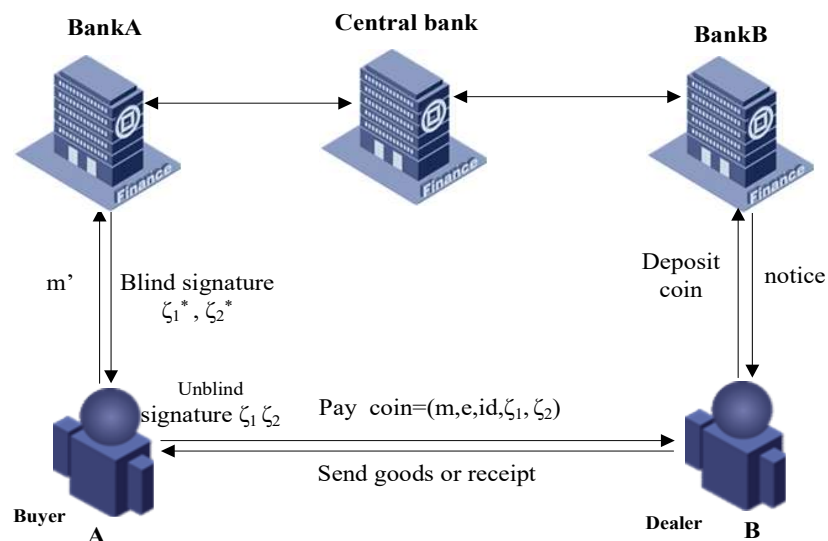 BankA
Central bank
BankB
Finance
Finance
Finance
m’
Blind signature
ζ₁* , ζ₂*
Deposit
coin
notice
Unblind
signature ζ₁ ζ₂
Pay coin=(m,e,id,ζ₁, ζ₂)
Send goods or receipt
Buyer
A
Dealer
B